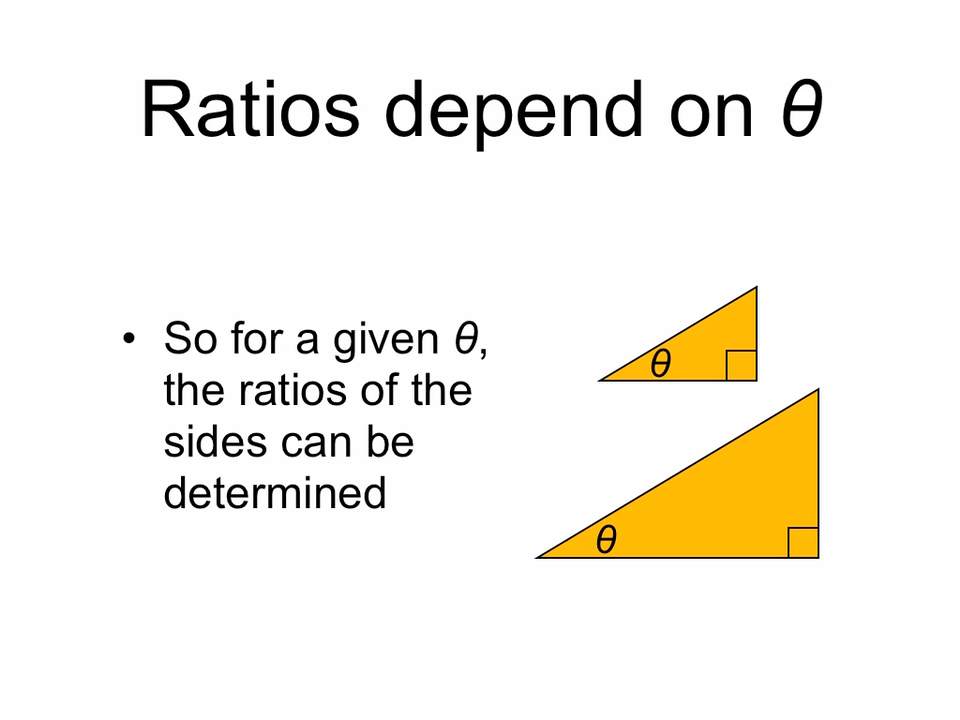 Ratios depend on θ
• So for a given θ,
the ratios of the
sides can be
determined
θ
θ